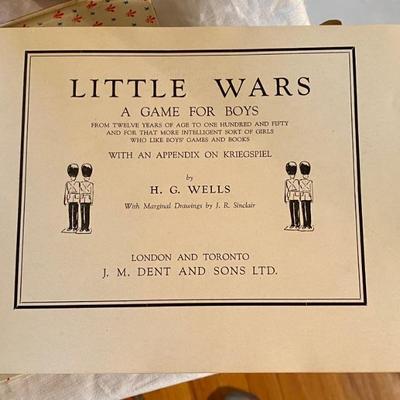 LITTLE WARS
A GAME FOR BOYS
FROM TWELVE YEARS OF AGE TO ONE HUNDRED AND FIFTY
AND FOR THAT MORE INTELLIGENT SORT OF GIRLS
WHO LIKE BOYS' GAMES AND BOOKS
WITH AN APPENDIX ON KRIEGSPIEL
by
H. G. WELLS
With Marginal Drawings by J. R. Sinclair
LONDON AND TORONTO
J. M. DENT AND SONS LTD.